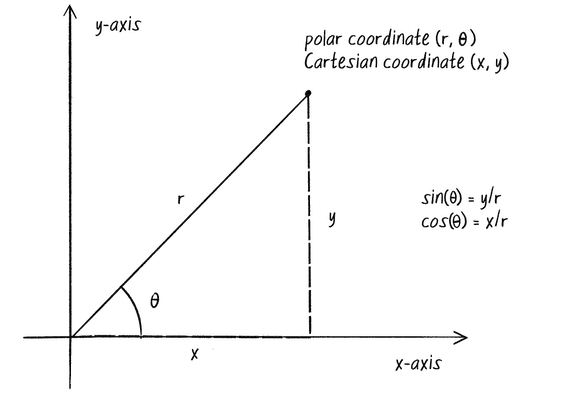 y-axis
polar coordinate (r, θ)
Cartesian coordinate (x, y)
r
sin(θ) = y/r
cos(θ) = x/r
y
θ
x
x-axis